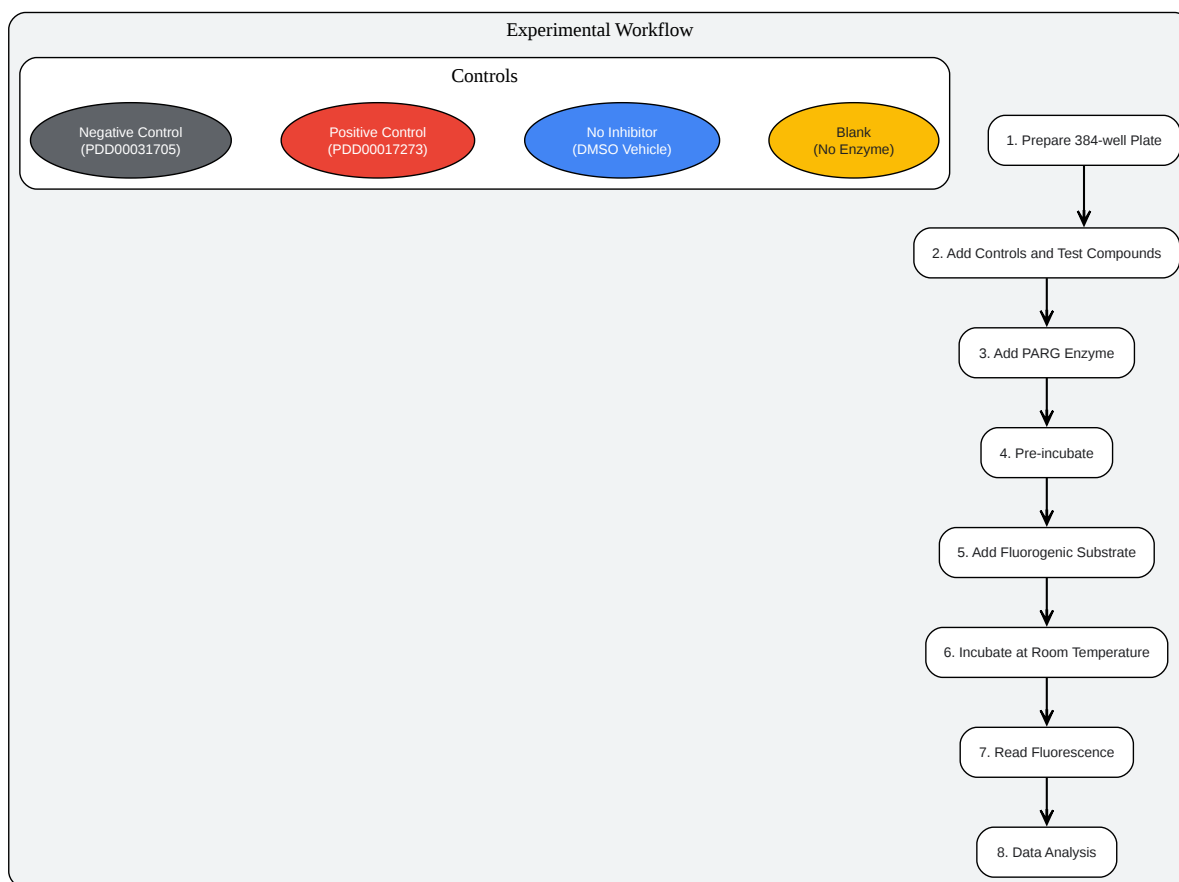 Experimental Workflow
Controls
Negative Control
(PDD00031705)
Positive Control
(PDD00017273)
No Inhibitor
(DMSO Vehicle)
Blank
(No Enzyme)
1. Prepare 384-well Plate
2. Add Controls and Test Compounds
3. Add PARG Enzyme
4. Pre-incubate
5. Add Fluorogenic Substrate
6. Incubate at Room Temperature
7. Read Fluorescence
8. Data Analysis